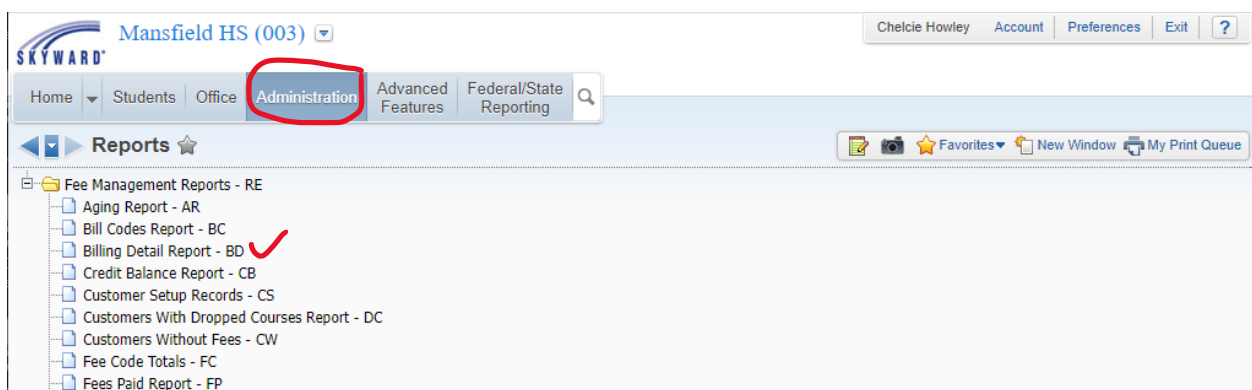 Mansfield HS (003)
Chelcie Howley Account Preferences Exit ?
SKYWARD
Home Students Office Administration Advanced Features Federal/State Reporting
Reports
Favorites New Window My Print Queue
Fee Management Reports - RE
Aging Report - AR
Bill Codes Report - BC
Billing Detail Report - BD
Credit Balance Report - CB
Customer Setup Records - CS
Customers With Dropped Courses Report - DC
Customers Without Fees - CW
Fee Code Totals - FC
Fees Paid Report - FP